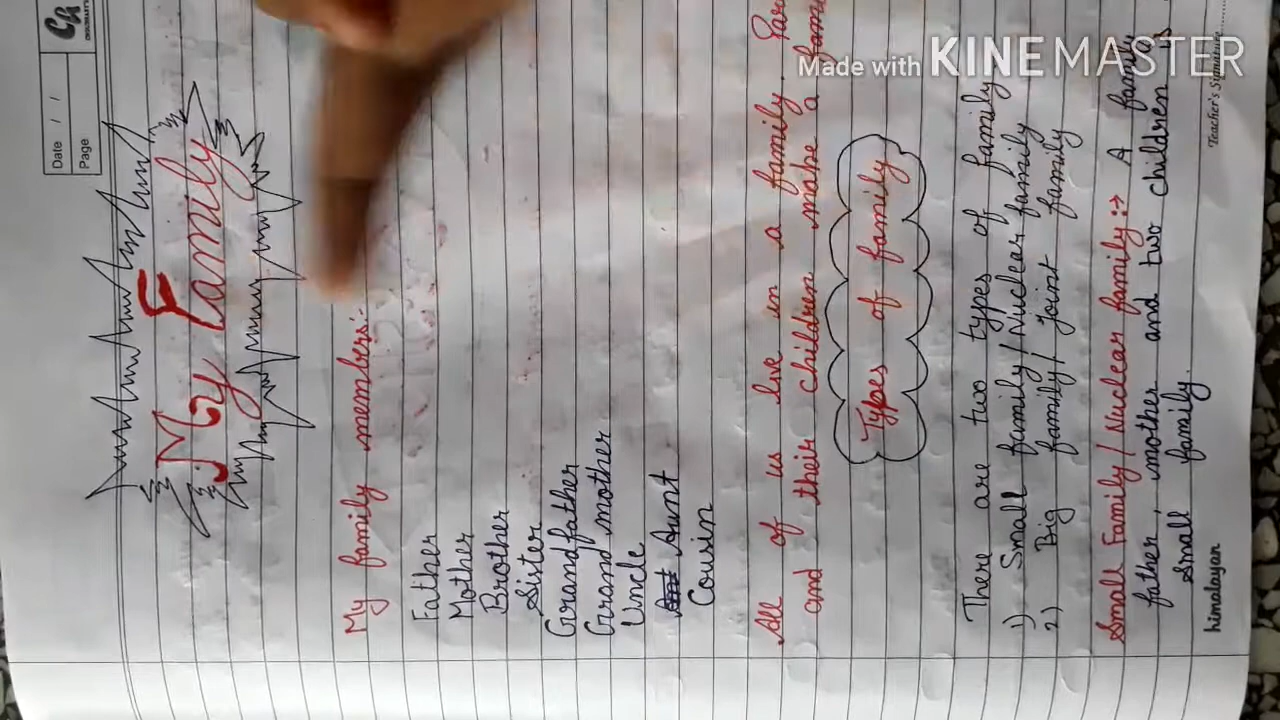 Date / /
Page
My Family
My family members:-
Father
Mother
Brother
Sister
Grandfather
Grand mother
Uncle
Aunt
Cousin
All of us live in a family.
and their children make a
Types of family
There are two types of family
1) Small family/Nuclear family
2) Big family/ joint family
Small Family/ Nuclear family :→ A family
father, mother and two children is
small family.
himalayan
Teacher's Signature........
Made with KINEMASTER